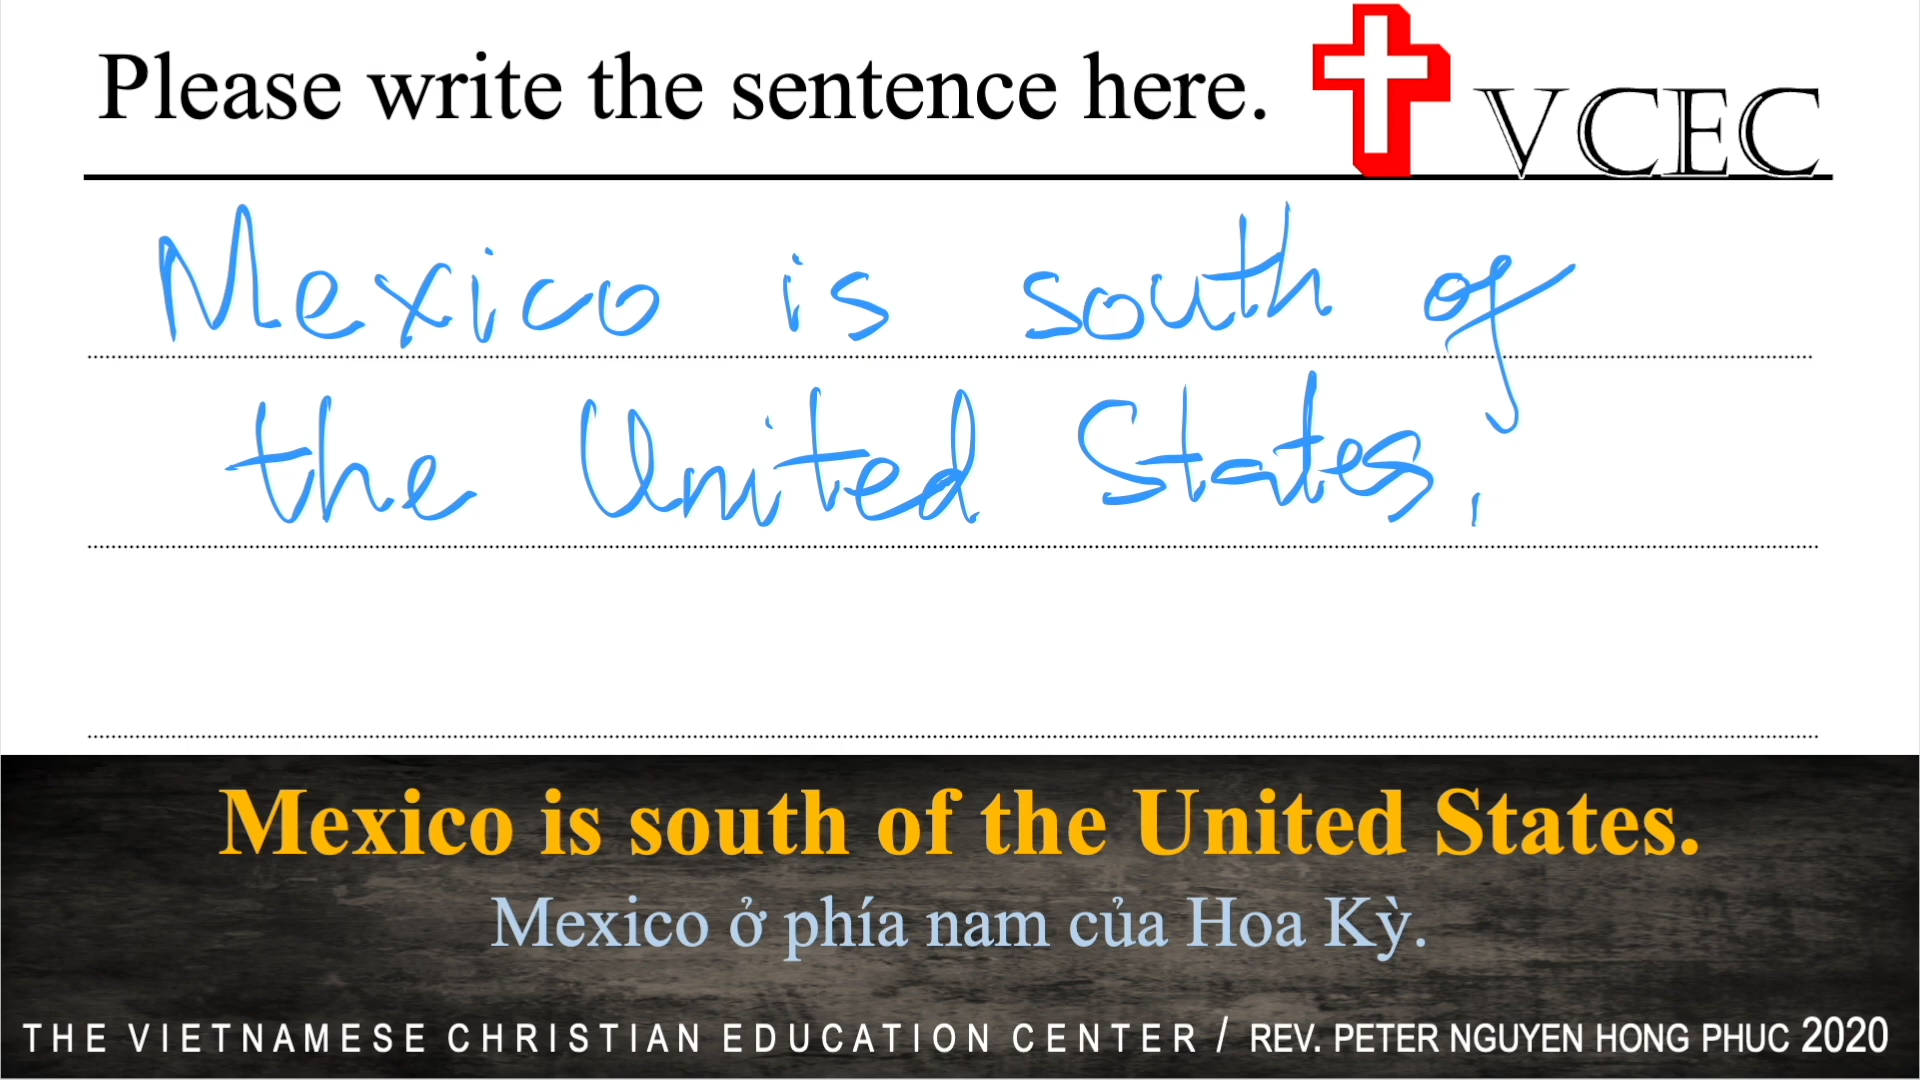 Please write the sentence here.
VCEC
Mexico is south of
the United States.
Mexico is south of the United States.
Mexico ở phía nam của Hoa Kỳ.
THE VIETNAMESE CHRISTIAN EDUCATION CENTER / REV. PETER NGUYEN HONG PHUC 2020